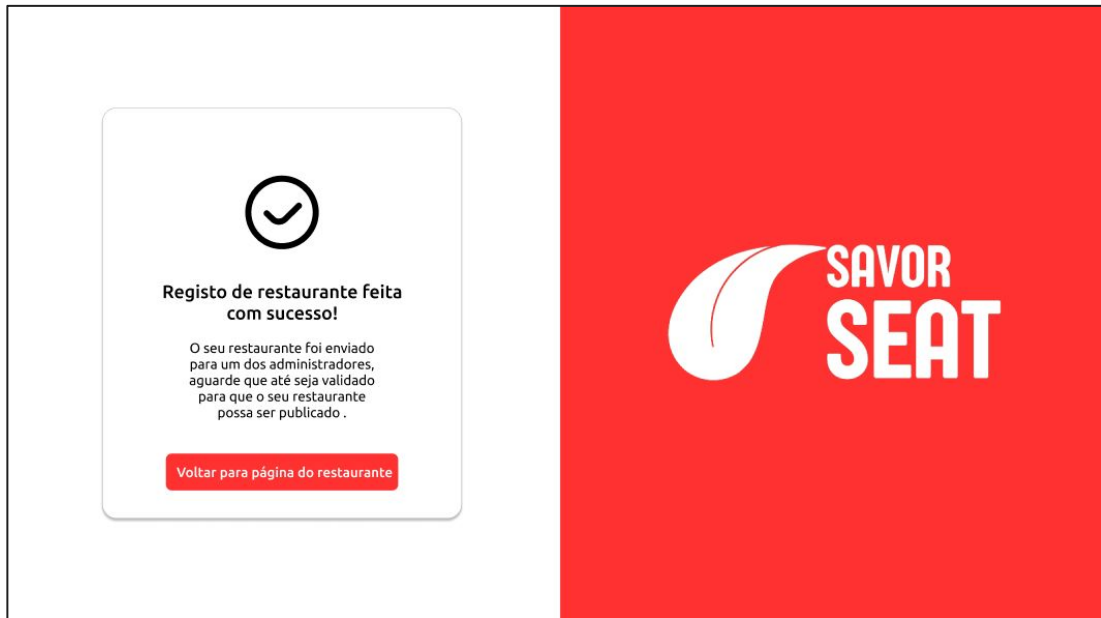 Registo de restaurante feita
com sucesso!
O seu restaurante foi enviado
para um dos administradores,
aguarde que até seja validado
para que o seu restaurante
possa ser publicado .
Voltar para página do restaurante
SAVOR
SEAT